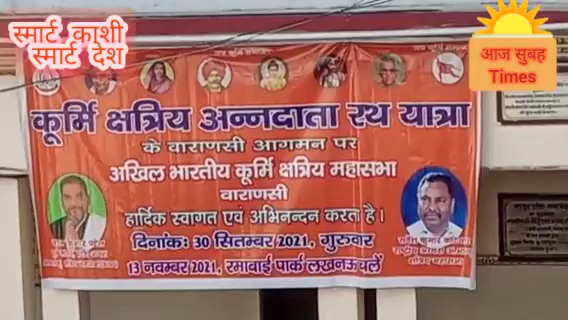 स्मार्ट काशी
स्मार्ट देश
आज सुबह
Times
कूर्मि क्षत्रिय अन्नदाता रथ यात्रा
के वाराणसी आगमन पर
अखिल भारतीय कूर्मि क्षत्रिय महासभा
वाराणसी
हार्दिक स्वागत एवं अभिनन्दन करता है।
दिनांकः 30 सितम्बर 2021, गुरुवार
13 नवम्बर 2021, रमाबाई पार्क लखनऊ चलें